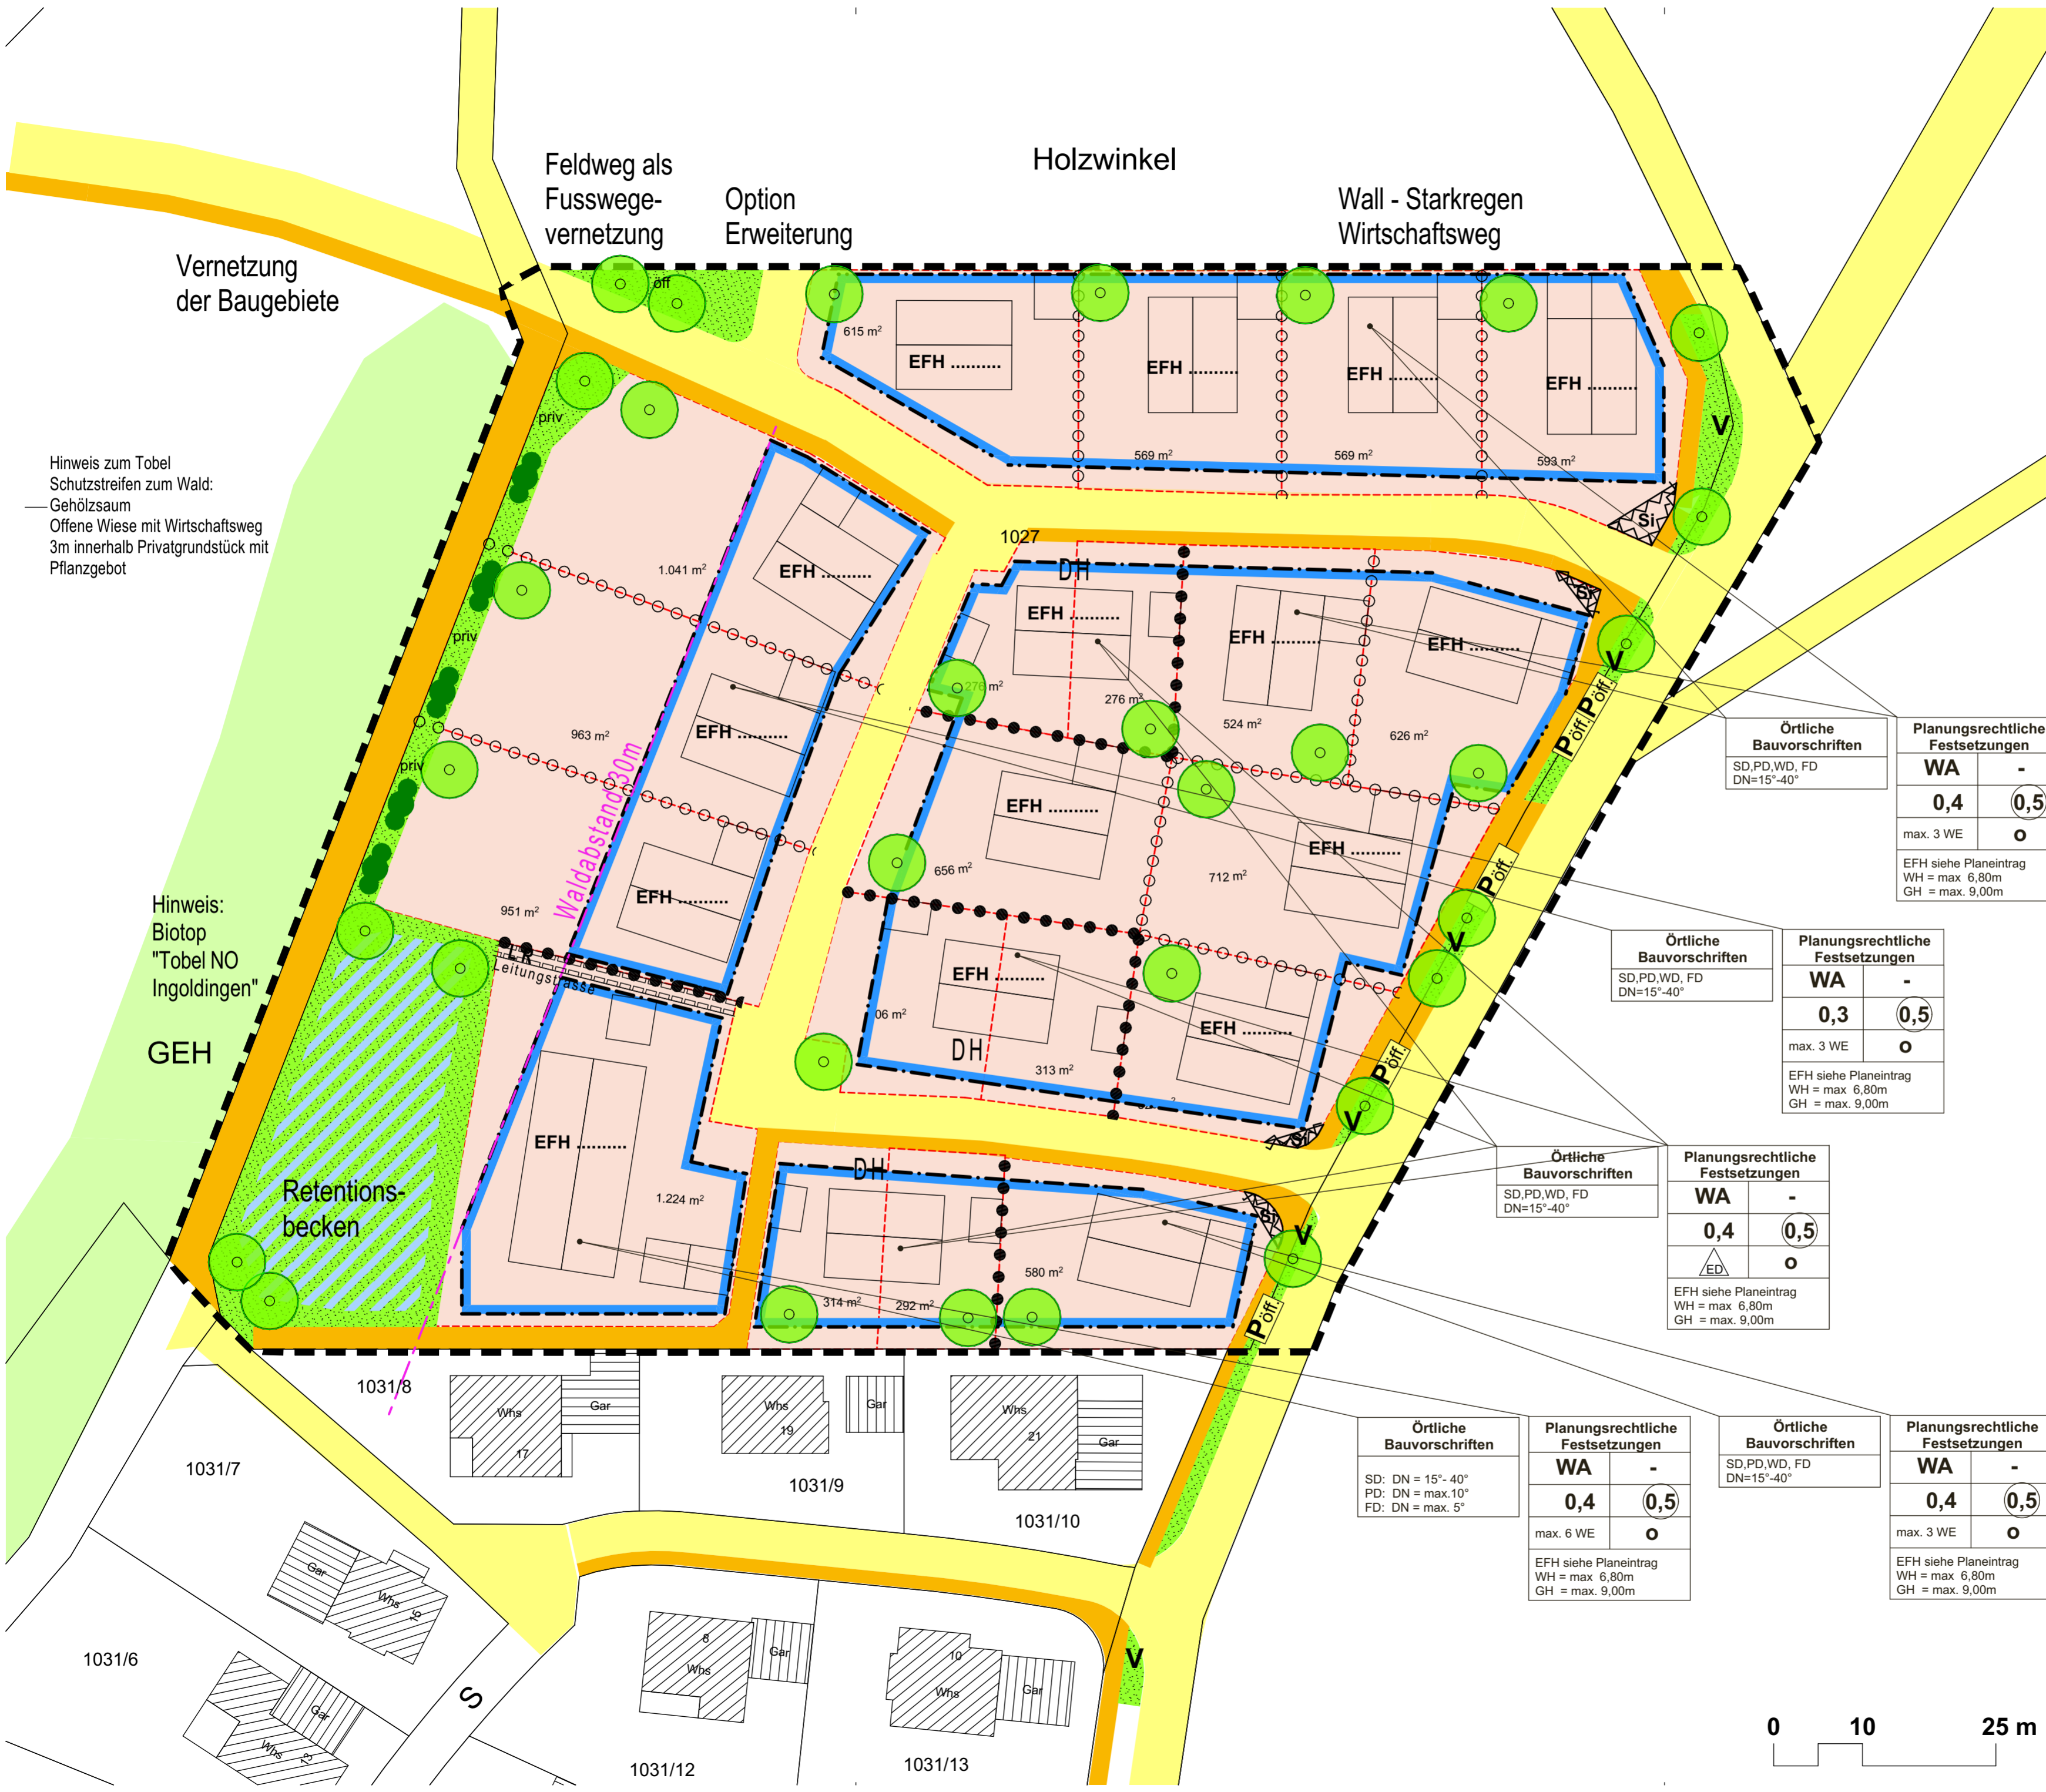 Holzwinkel
Feldweg als
Fusswege-
vernetzung
Option
Erweiterung
Wall - Starkregen
Wirtschaftsweg
Vernetzung
der Baugebiete
öff
615 m²
EFH ..........
EFH ..........
EFH ..........
EFH ..........
569 m²
569 m²
593 m²
V
Si
priv
Hinweis zum Tobel
Schutzstreifen zum Wald:
Gehölzsaum
Offene Wiese mit Wirtschaftsweg
3m innerhalb Privatgrundstück mit
Pflanzgebot
1027
1.041 m²
EFH ..........
DH
EFH ..........
EFH ..........
EFH ..........
Si
priv
V
276 m²
276 m²
524 m²
626 m²
P öff.
P öff.
963 m²
EFH ..........
priv
Waldabstand 30m
EFH ..........
EFH ..........
656 m²
712 m²
P öff.
951 m²
EFH ..........
V
Hinweis:
Biotop
"Tobel NO
Ingoldingen"
LR
Leitungstrasse
EFH ..........
06 m²
EFH ..........
GEH
DH
313 m²
P öff.
V
EFH ..........
Si
DH
1.224 m²
Retentions-
becken
Si
V
580 m²
314 m²
292 m²
P öff.
Örtliche
Bauvorschriften
SD,PD,WD, FD
DN=15°-40°
Planungsrechtliche
Festsetzungen
WA -
0,4 0,5
max. 3 WE o
EFH siehe Planeintrag
WH = max 6,80m
GH = max. 9,00m
Örtliche
Bauvorschriften
SD,PD,WD, FD
DN=15°-40°
Planungsrechtliche
Festsetzungen
WA -
0,3 0,5
max. 3 WE o
EFH siehe Planeintrag
WH = max 6,80m
GH = max. 9,00m
Örtliche
Bauvorschriften
SD,PD,WD, FD
DN=15°-40°
Planungsrechtliche
Festsetzungen
WA -
0,4 0,5
ED o
EFH siehe Planeintrag
WH = max 6,80m
GH = max. 9,00m
Örtliche
Bauvorschriften
SD: DN = 15°- 40°
PD: DN = max.10°
FD: DN = max. 5°
Planungsrechtliche
Festsetzungen
WA -
0,4 0,5
max. 6 WE o
EFH siehe Planeintrag
WH = max 6,80m
GH = max. 9,00m
Örtliche
Bauvorschriften
SD,PD,WD, FD
DN=15°-40°
Planungsrechtliche
Festsetzungen
WA -
0,4 0,5
max. 3 WE o
EFH siehe Planeintrag
WH = max 6,80m
GH = max. 9,00m
1031/8
Whs
17
Gar
Whs
19
Gar
Whs
21
Gar
1031/7
1031/9
1031/10
Gar
Whs
15
1031/6
Gar
Whs
13
S
8
Whs
Gar
10
Whs
Gar
V
1031/12
1031/13
0 10 25 m